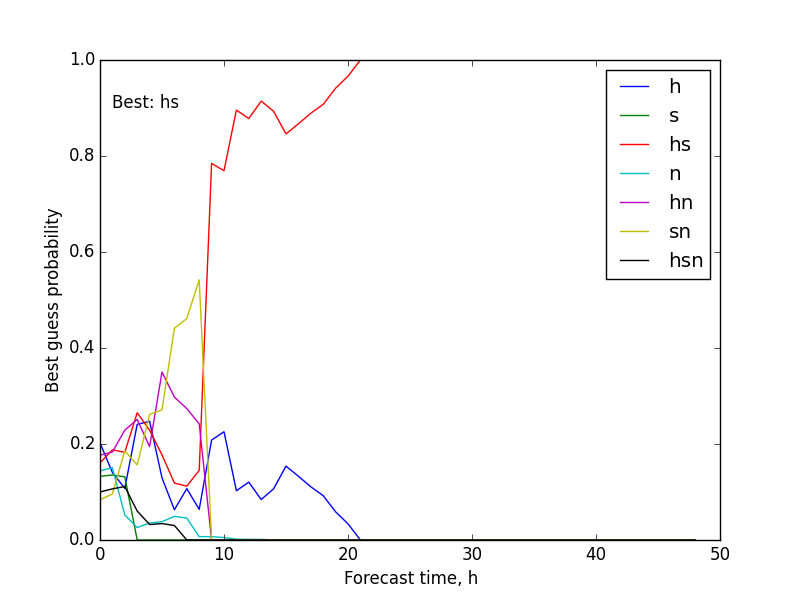 Best: hs
h
s
hs
n
hn
sn
hsn
1.0
0.8
0.6
0.4
0.2
0.0
0
10
20
30
40
50
Best guess probability
Forecast time, h